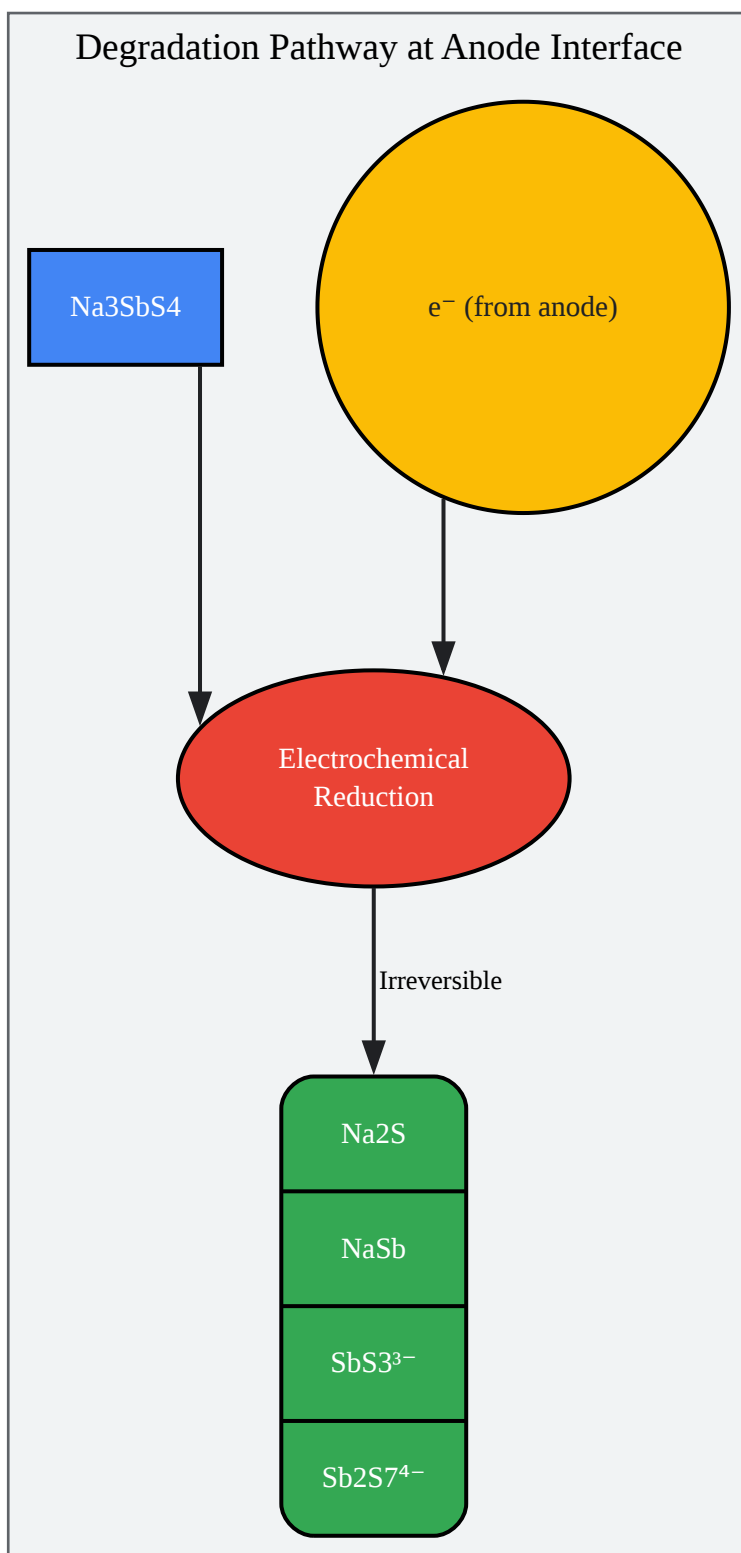 Degradation Pathway at Anode Interface
Na3SbS4
e⁻ (from anode)
Electrochemical
Reduction
Irreversible
Na2S
NaSb
SbS3³⁻
Sb2S7⁴⁻